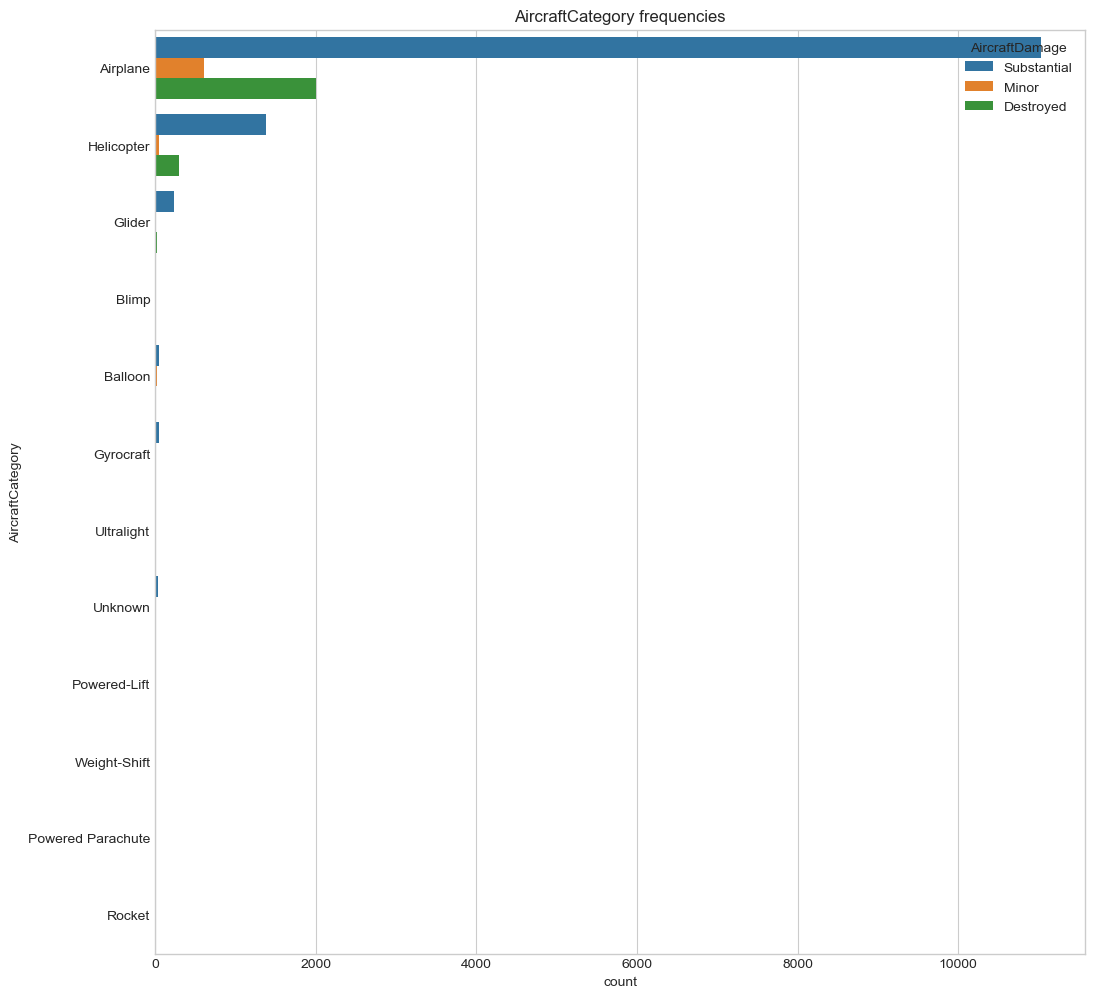 AircraftCategory frequencies
AircraftDamage
Substantial
Minor
Destroyed
Airplane
Helicopter
Glider
Blimp
Balloon
Gyrocraft
Ultralight
Unknown
Powered-Lift
Weight-Shift
Powered Parachute
Rocket
AircraftCategory
0 2000 4000 6000 8000 10000
count